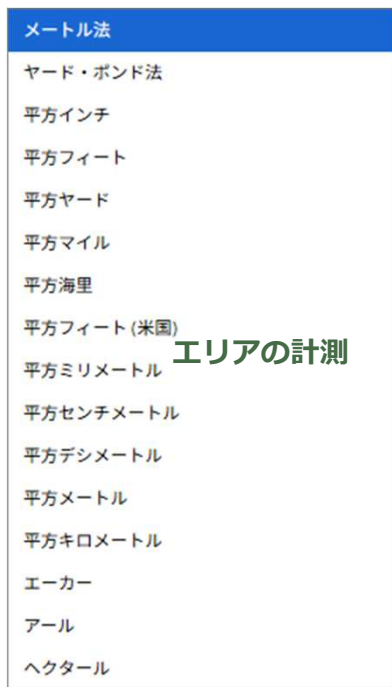 メートル法
ヤード・ポンド法
平方インチ
平方フィート
平方ヤード
平方マイル
平方海里
平方フィート (米国)
エリアの計測
平方ミリメートル
平方センチメートル
平方デシメートル
平方メートル
平方キロメートル
エーカー
アール
ヘクタール